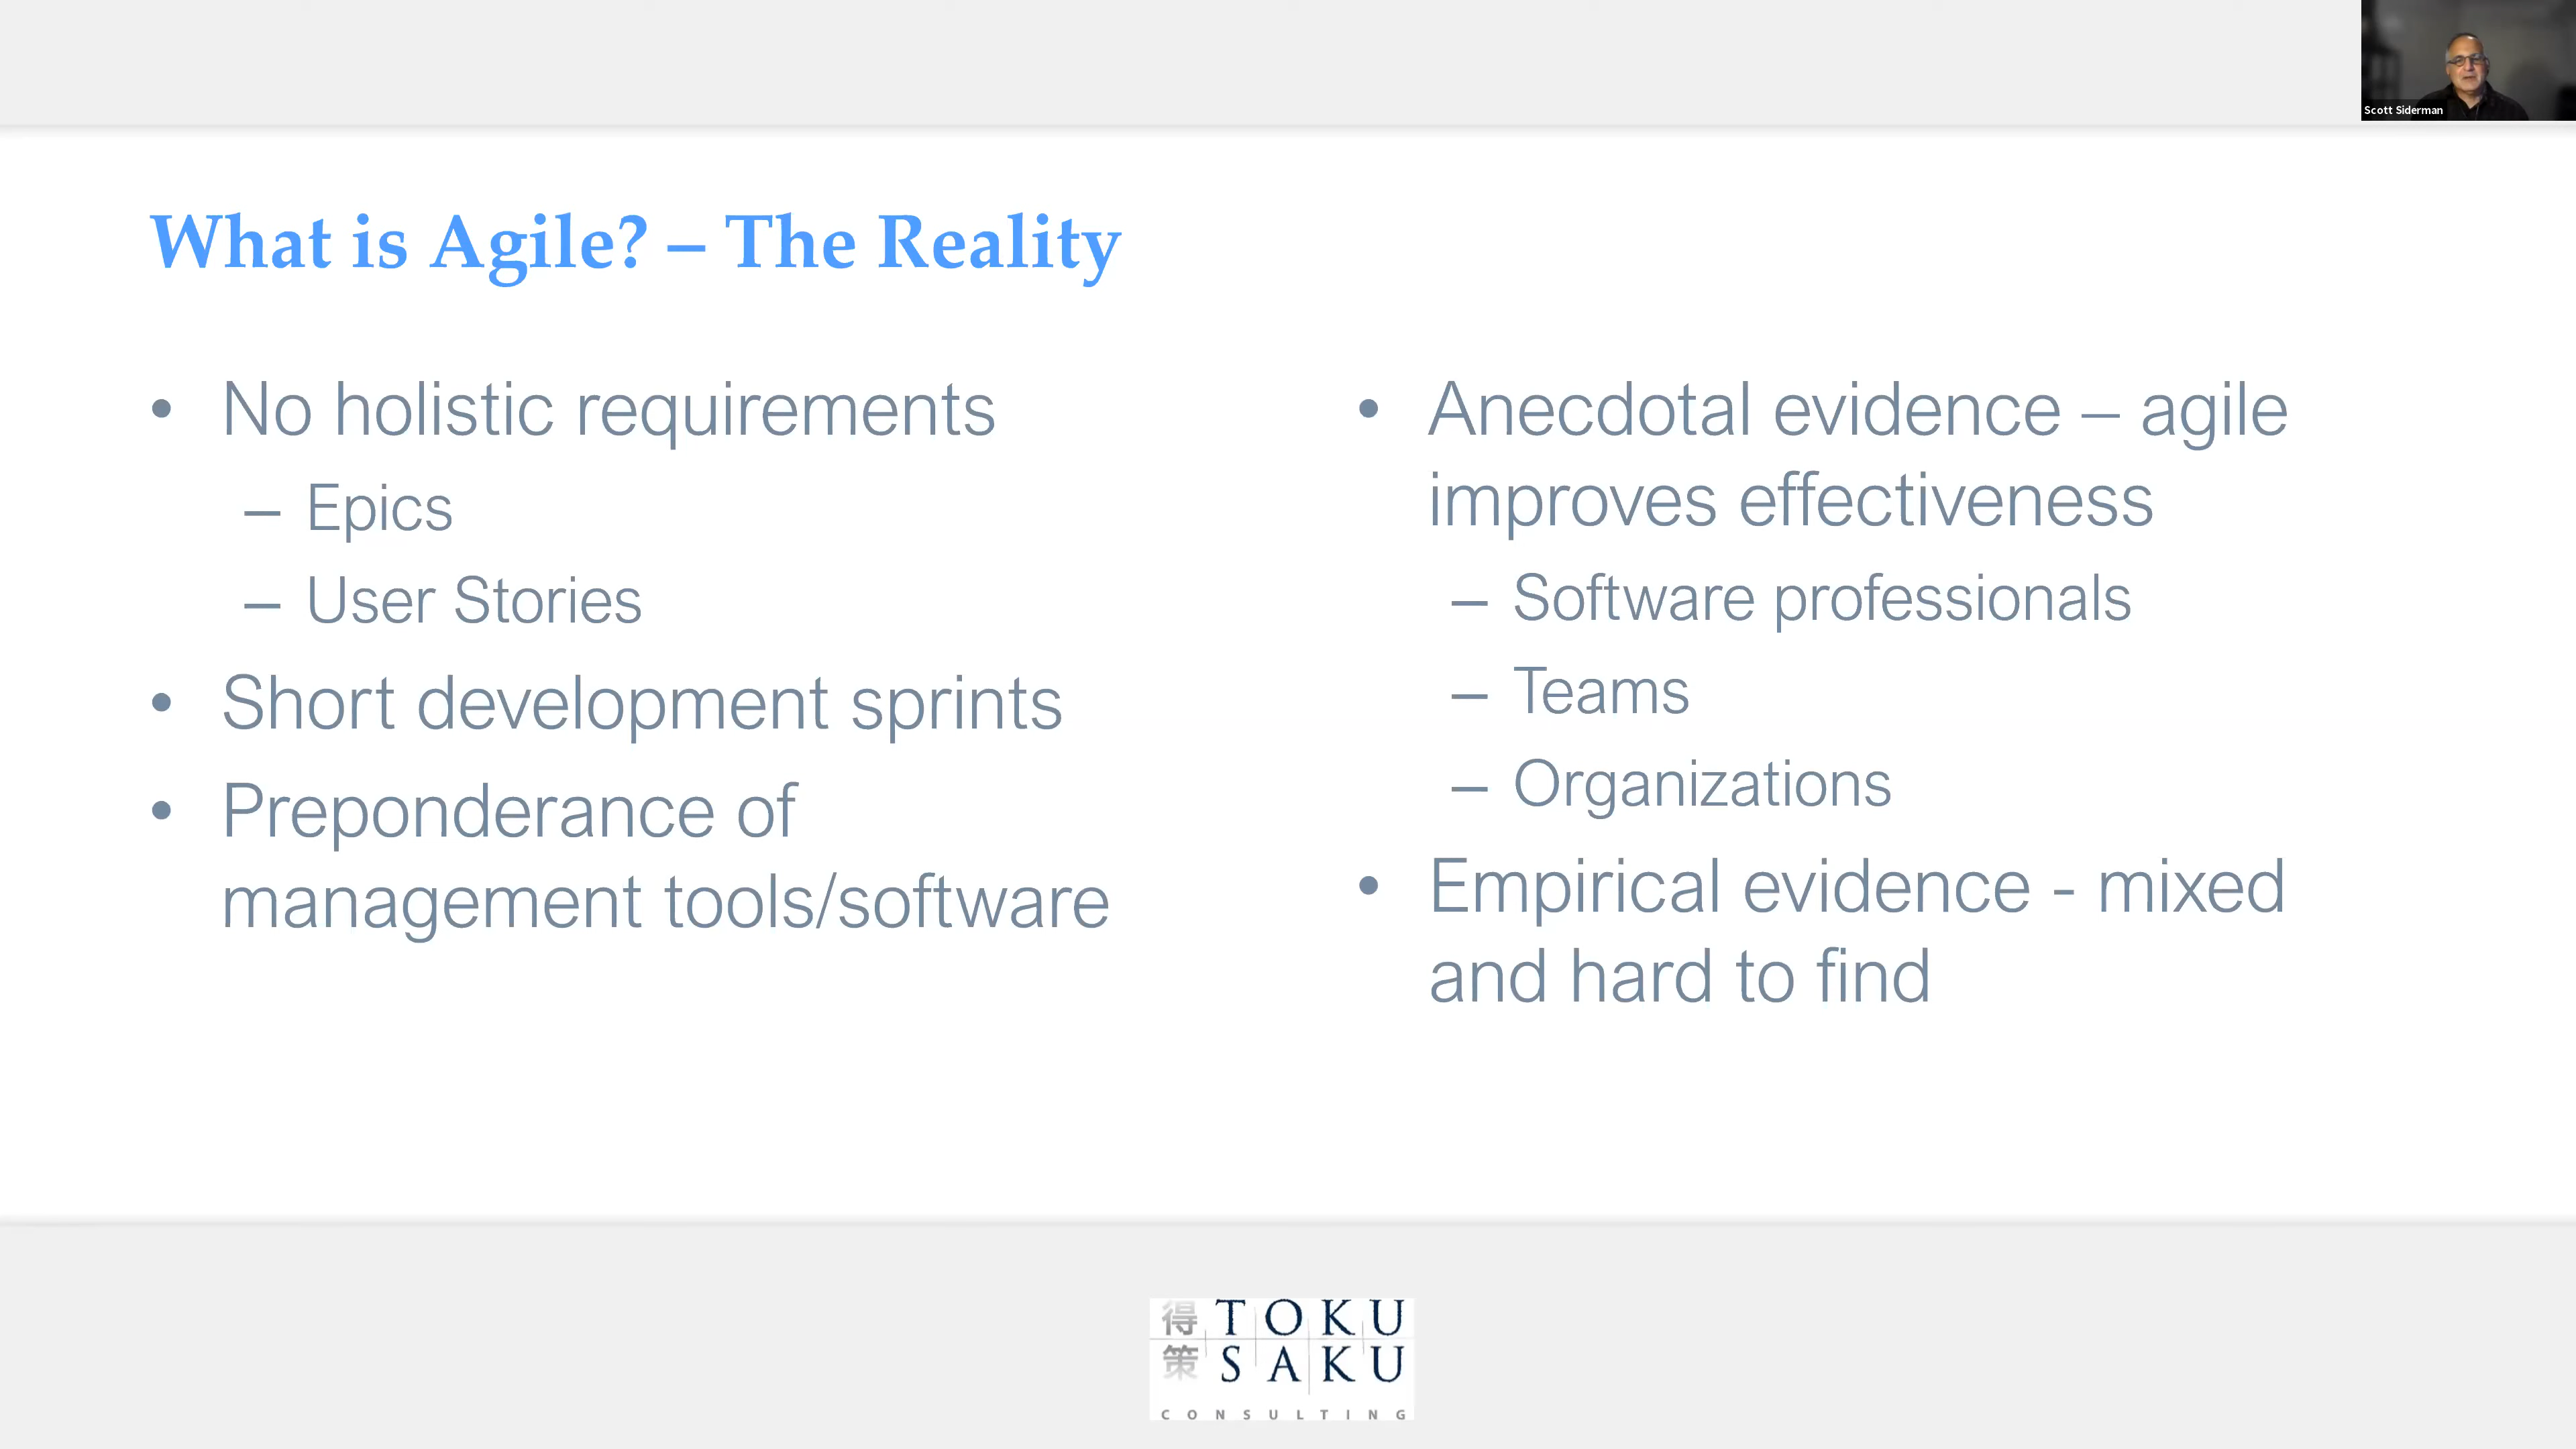 Scott Siderman
What is Agile? – The Reality
• No holistic requirements
– Epics
– User Stories
• Short development sprints
• Preponderance of
management tools/software
• Anecdotal evidence – agile
improves effectiveness
– Software professionals
– Teams
– Organizations
• Empirical evidence - mixed
and hard to find
得 TOKU
策 SAKU
CONSULTING